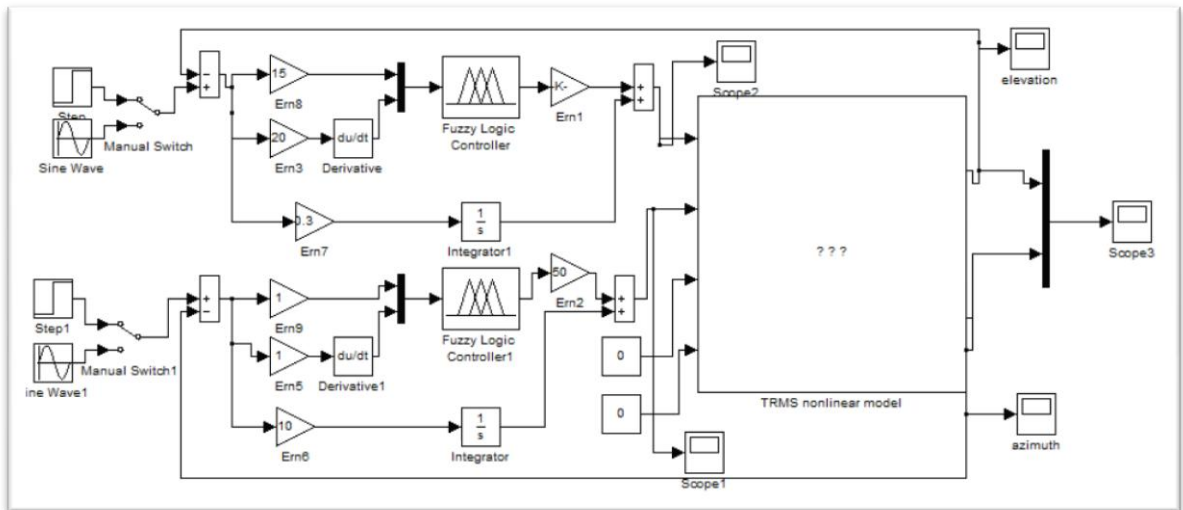 15
Ern8
-K-
Ern1
Scope2
elevation
Step
Sine Wave
Manual Switch
20
Ern3
du/dt
Derivative
Fuzzy Logic
Controller
0.3
Ern7
1
s
Integrator1
? ? ?
Scope3
Step1
ine Wave1
Manual Switch1
1
Ern9
1
Ern5
du/dt
Derivative1
Fuzzy Logic
Controller1
50
Ern2
0
0
10
Ern6
1
s
Integrator
TRMS nonlinear model
Scope1
azimuth